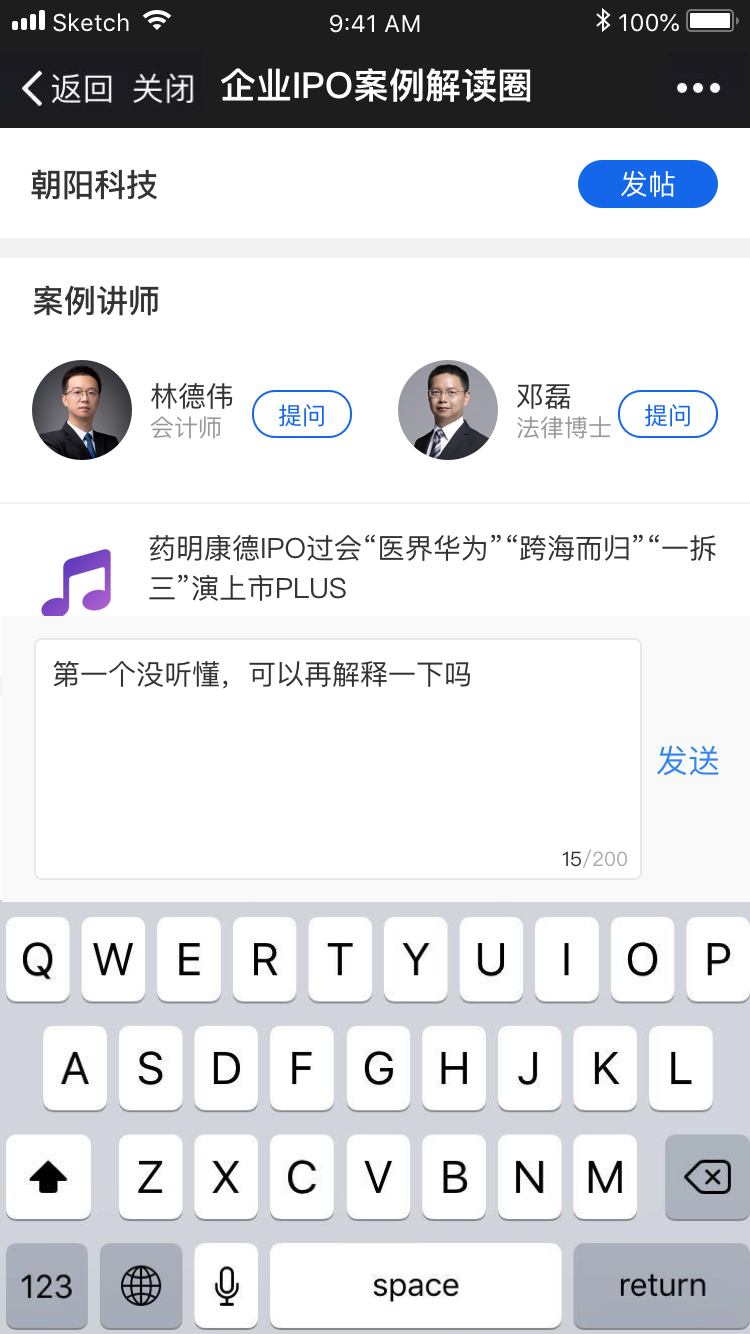 Sketch 9:41 AM 100%
返回 关闭 企业IPO案例解读圈
朝阳科技 发帖
案例讲师
林德伟 会计师 提问
邓磊 法律博士 提问
药明康德IPO过会“医界华为”“跨海而归”“一拆
三”演上市PLUS
第一个没听懂，可以再解释一下吗
发送
15/200
Q W E R T Y U I O P
A S D F G H J K L
Z X C V B N M
123 space return